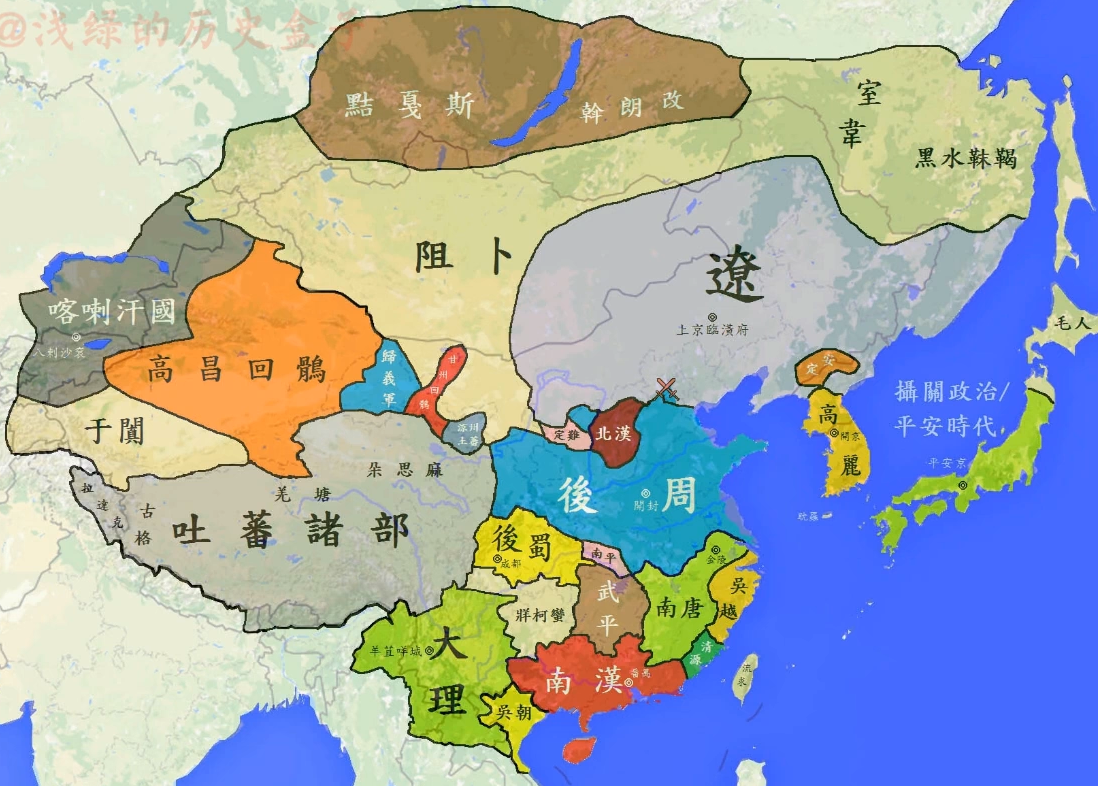 @浅绿的历史盒子
黠戛斯
斡朗改
室韋
黑水靺鞨
阻卜
遼
上京臨潢府
喀喇汗國
八剌沙衮
高昌回鶻
歸義軍
甘州回鶻
涼州吐蕃
于闐
定難
北漢
定安
高麗
開京
毛人
攝關政治/
平安時代
平安京
耽羅
後周
開封
朵思麻
羌塘
拉達克
古格
吐蕃諸部
後蜀
成都
南平
金陵
吳越
武平
南唐
牂柯蠻
大理
羊苴咩城
清源
流求
南漢
番禺
吳朝